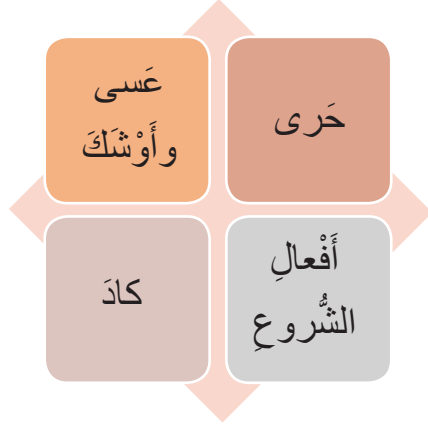 حَرى
عَسى
وأَوْشَكَ
أَفْعالِ
الشُّروعِ
كادَ